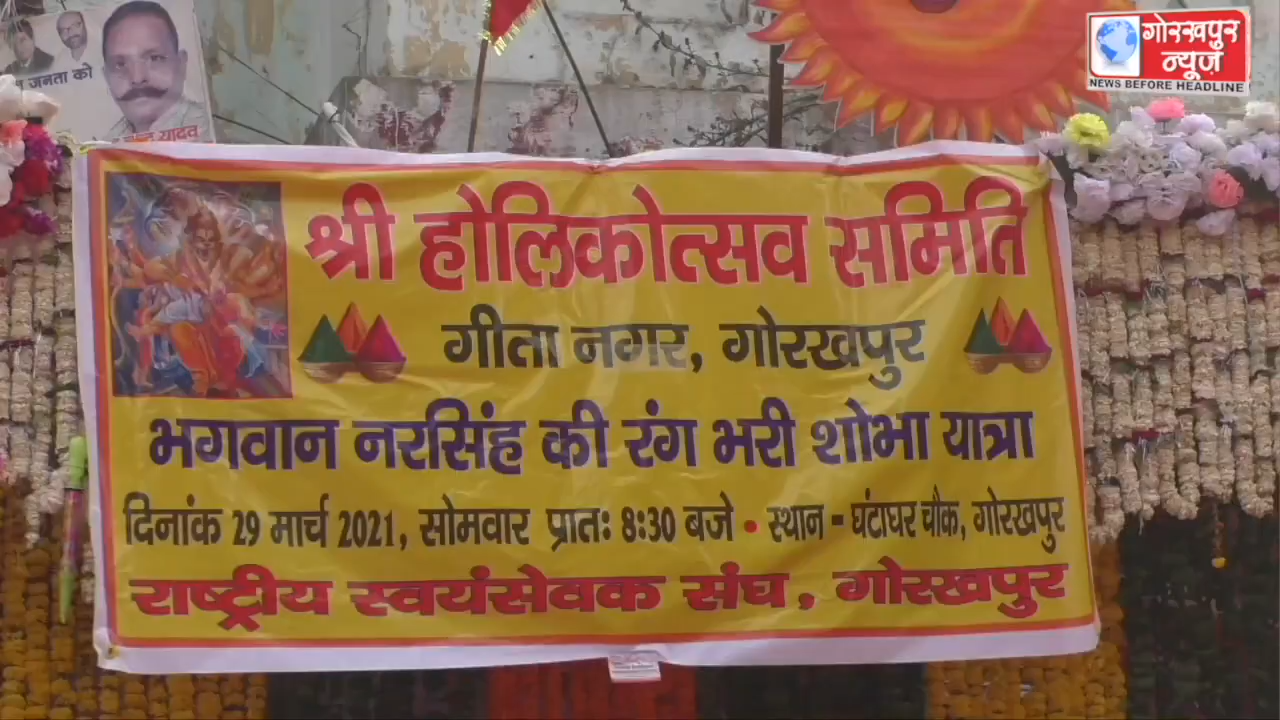 जनता को
यादव
गोरखपुर
न्यूज़
NEWS BEFORE HEADLINE
श्री होलिकोत्सव समिति
गीता नगर, गोरखपुर
भगवान नरसिंह की रंग भरी शोभा यात्रा
दिनांक 29 मार्च 2021, सोमवार प्रातः 8:30 बजे • स्थान - घंटाघर चौक, गोरखपुर
राष्ट्रीय स्वयंसेवक संघ, गोरखपुर